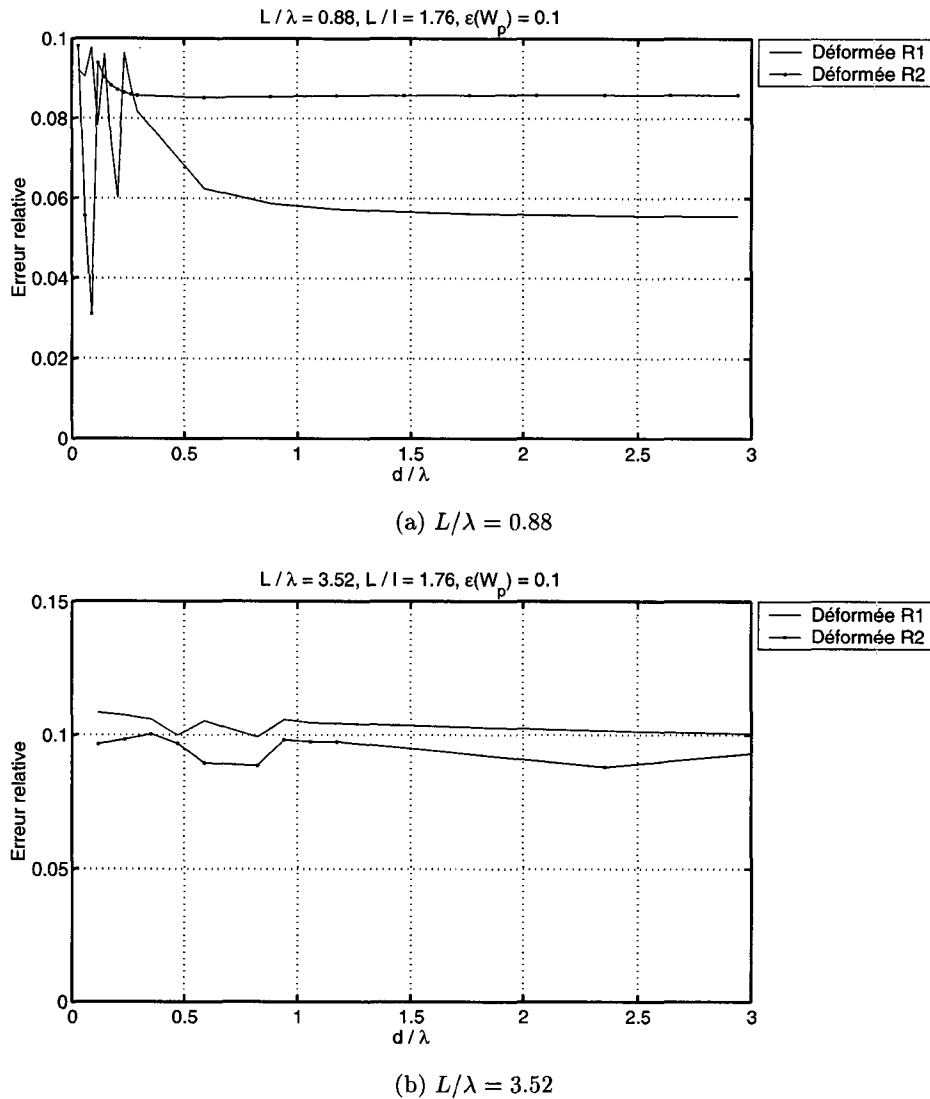 L / λ = 0.88, L / l = 1.76, ε(W_p) = 0.1
0.1
0.08
0.06
0.04
0.02
0
Erreur relative
0 0.5 1 1.5 2 2.5 3
d / λ
Déformée R1
Déformée R2
(a) L/λ = 0.88
L / λ = 3.52, L / l = 1.76, ε(W_p) = 0.1
0.15
0.1
0.05
0
Erreur relative
0 0.5 1 1.5 2 2.5 3
d / λ
Déformée R1
Déformée R2
(b) L/λ = 3.52